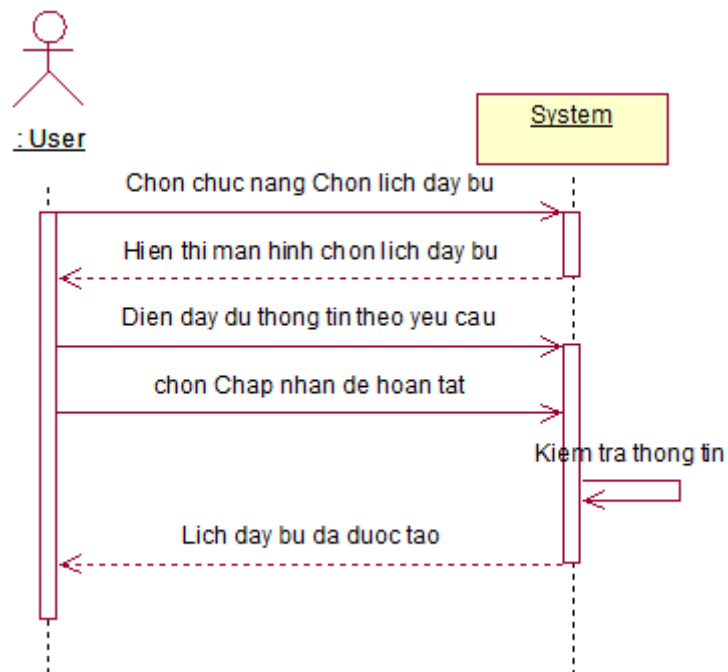 : User
System
Chon chuc nang Chon lich day bu
Hien thi man hinh chon lich day bu
Dien day du thong tin theo yeu cau
chon Chap nhan de hoan tat
Kiem tra thong tin
Lich day bu da duoc tao